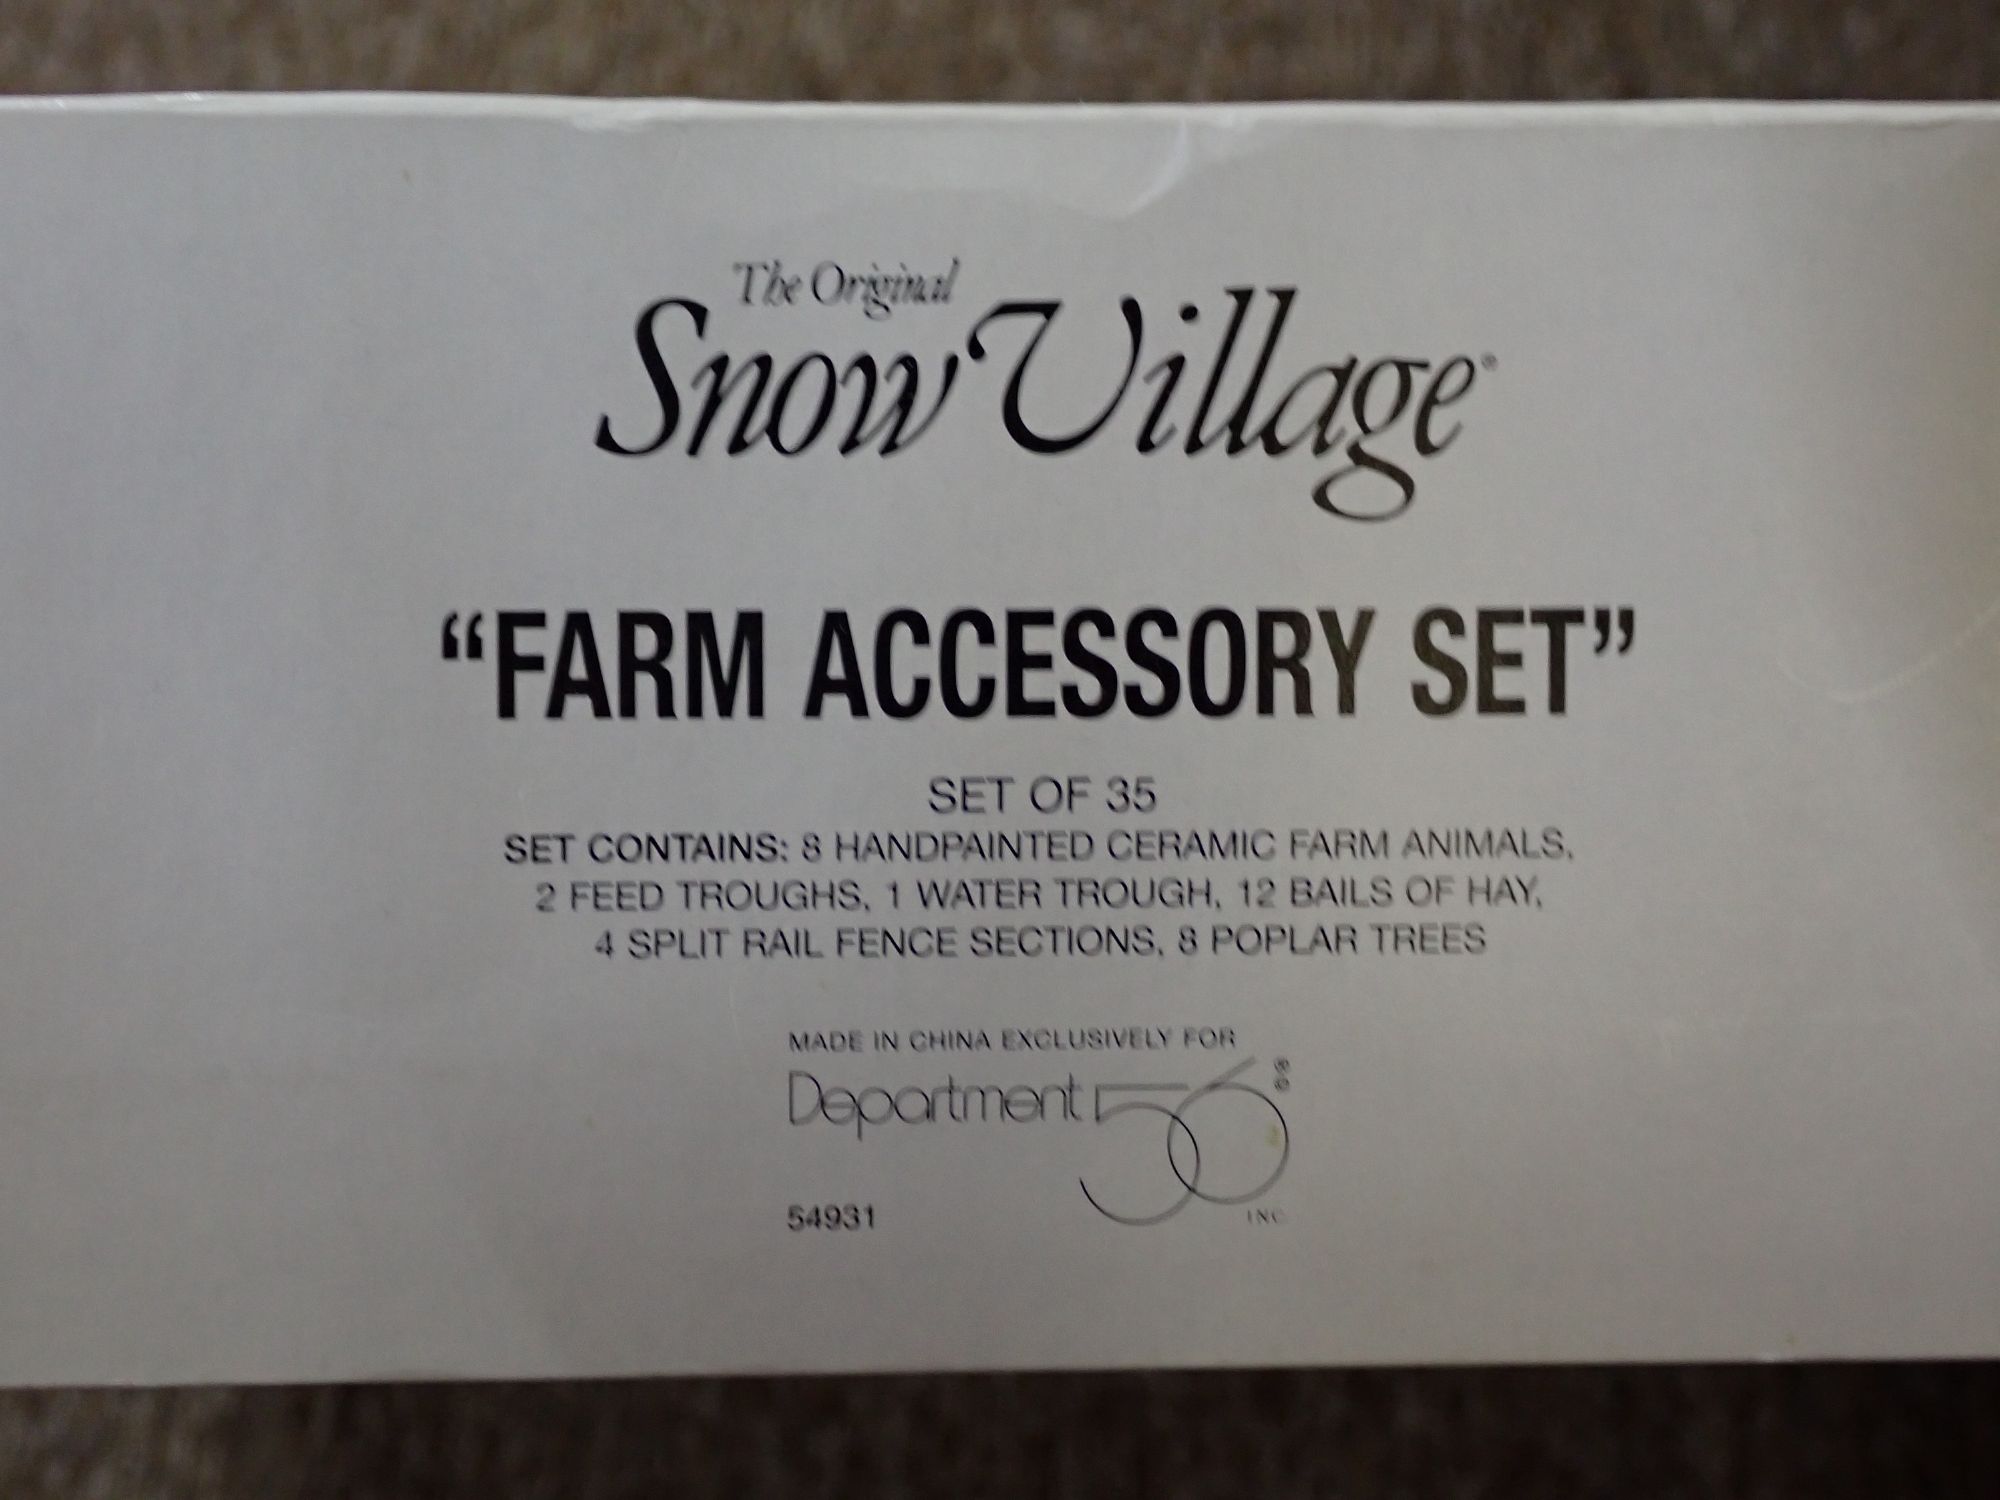 The Original
Snow Village®
“FARM ACCESSORY SET”
SET OF 35
SET CONTAINS: 8 HANDPAINTED CERAMIC FARM ANIMALS,
2 FEED TROUGHS, 1 WATER TROUGH, 12 BAILS OF HAY,
4 SPLIT RAIL FENCE SECTIONS, 8 POPLAR TREES
MADE IN CHINA EXCLUSIVELY FOR
Department 56 ®®
54931
INC